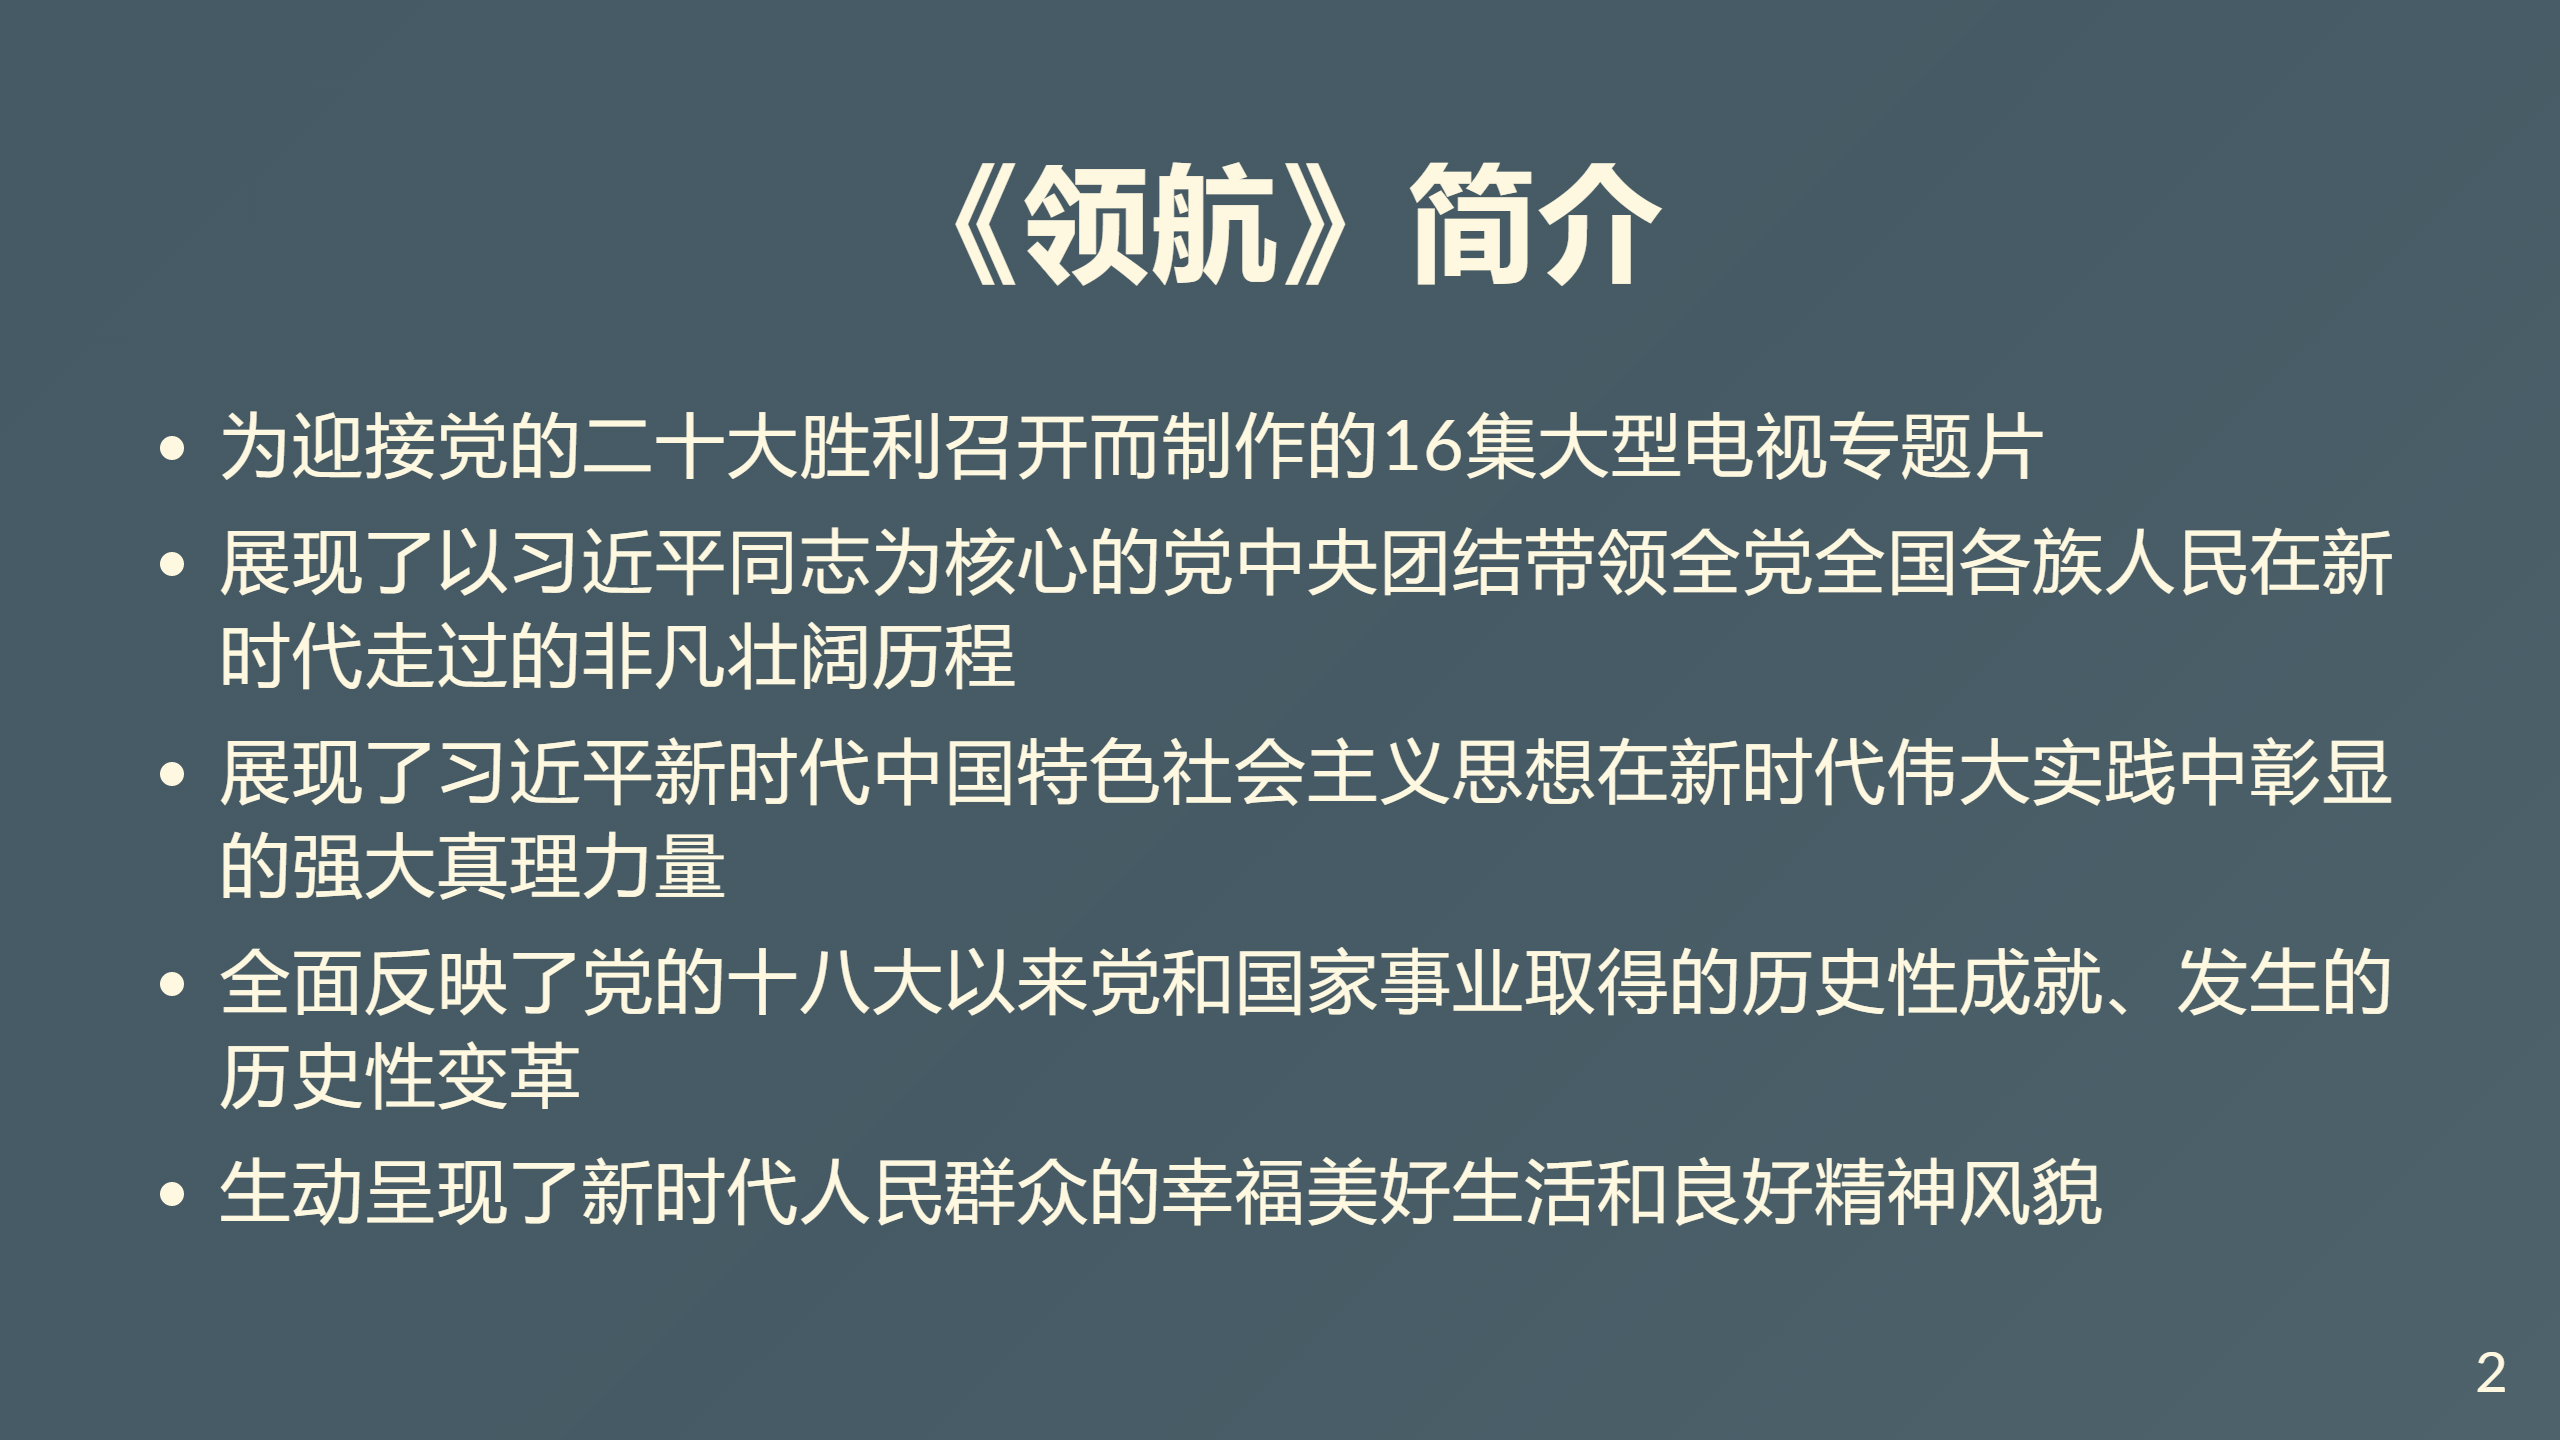 《领航》简介
• 为迎接党的二十大胜利召开而制作的16集大型电视专题片
• 展现了以习近平同志为核心的党中央团结带领全党全国各族人民在新
时代走过的非凡壮阔历程
• 展现了习近平新时代中国特色社会主义思想在新时代伟大实践中彰显
的强大真理力量
• 全面反映了党的十八大以来党和国家事业取得的历史性成就、发生的
历史性变革
• 生动呈现了新时代人民群众的幸福美好生活和良好精神风貌
2